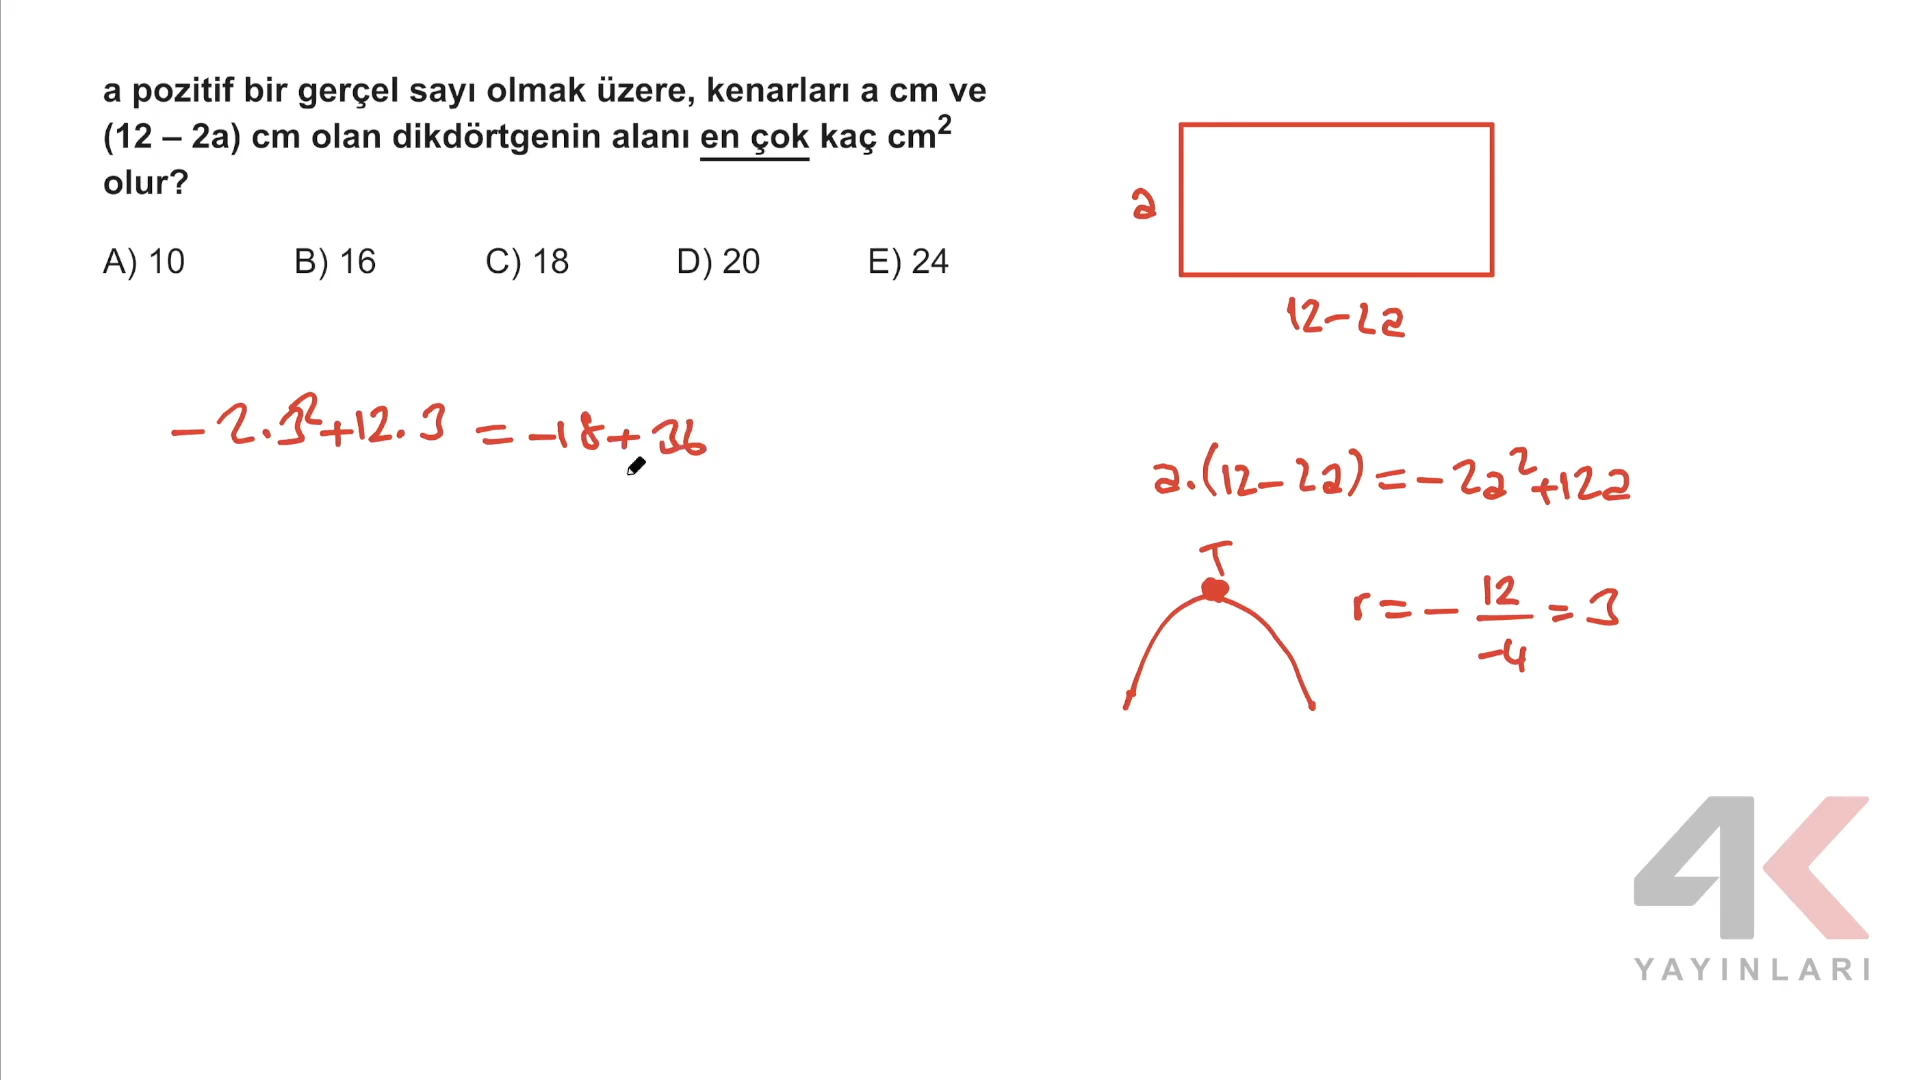 a pozitif bir gerçel sayı olmak üzere, kenarları a cm ve
(12 – 2a) cm olan dikdörtgenin alanı en çok kaç cm²
olur?
A) 10 B) 16 C) 18 D) 20 E) 24
a
12-2a
-2.3²+12.3 = -18+36
a.(12-2a)=-2a²+12a
T
r=-12/-4=3
4K
YAYINLARI